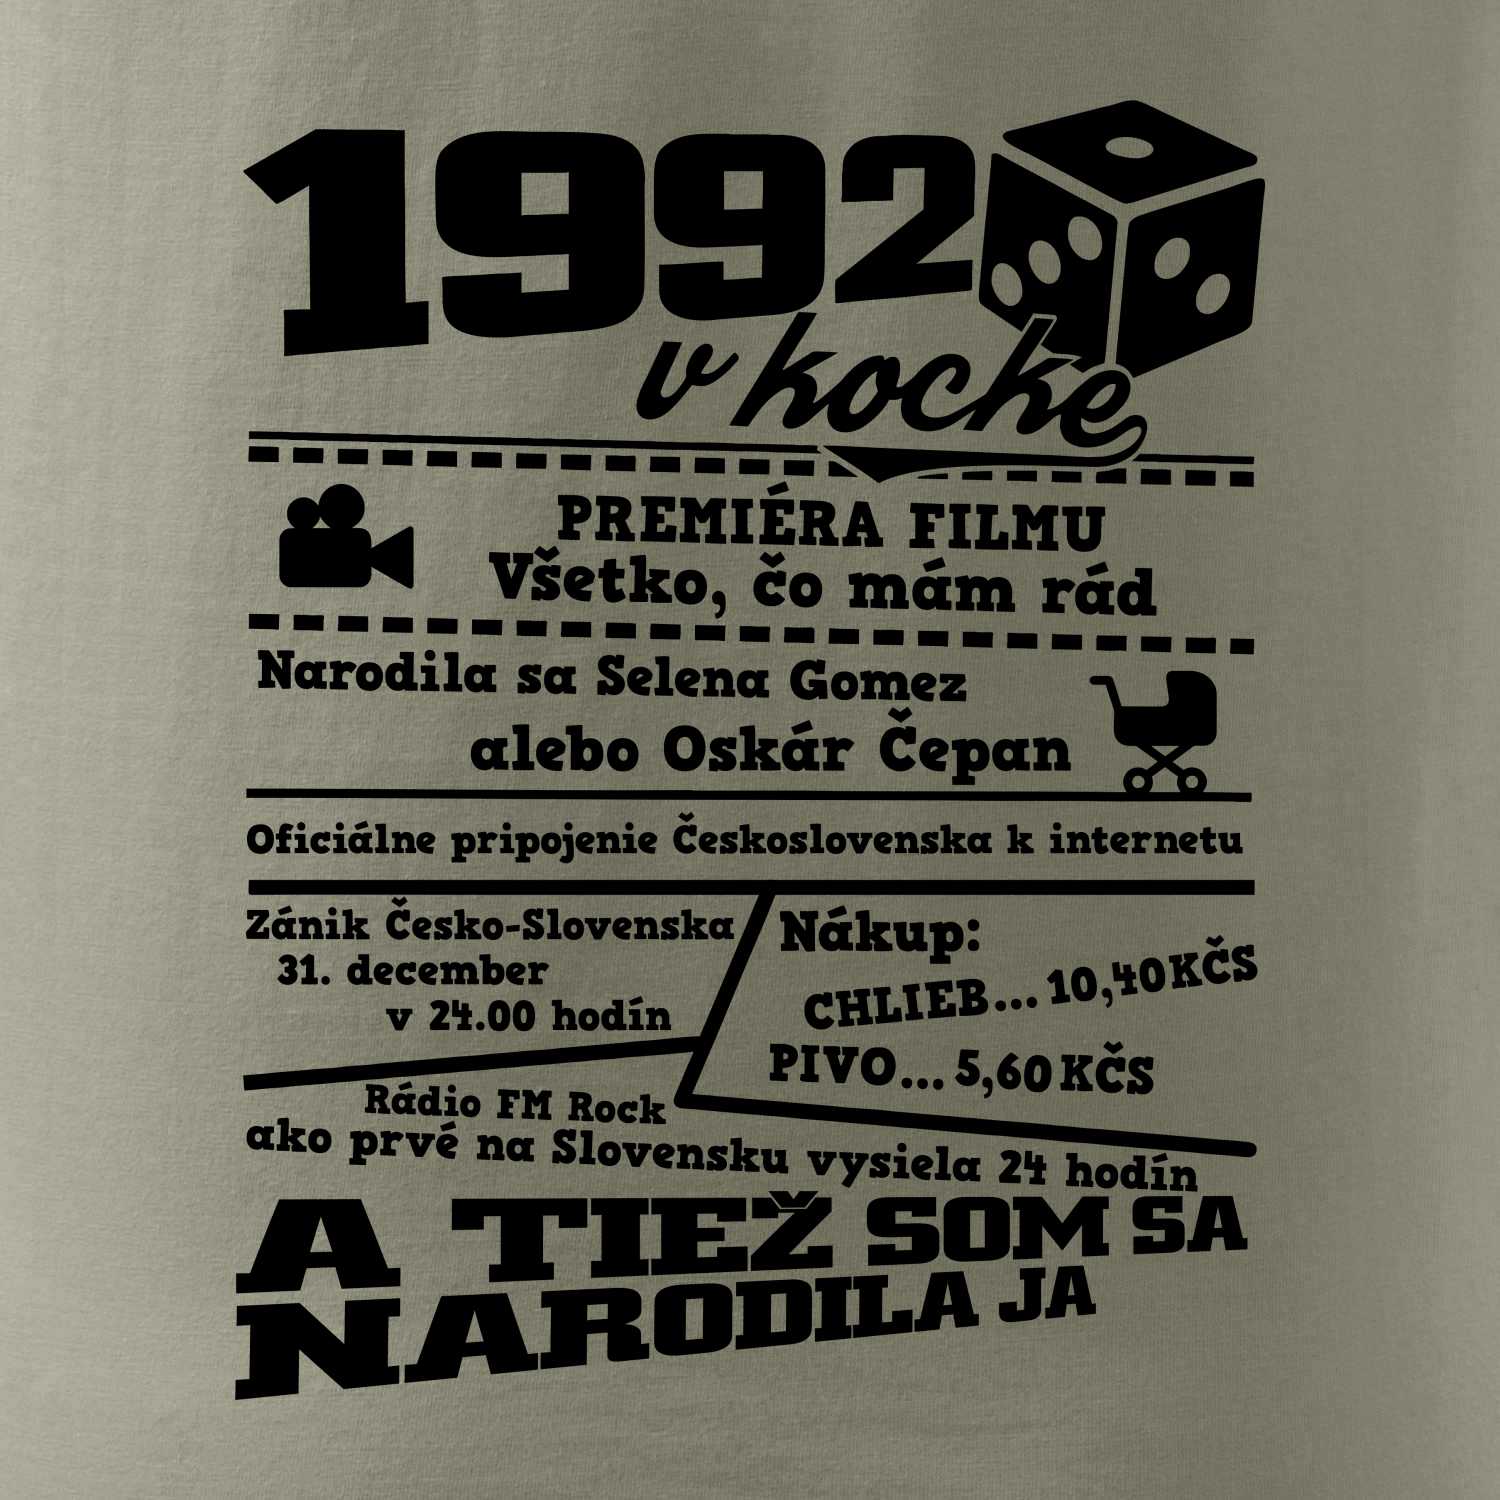 1992
v kocke
PREMIÉRA FILMU
Všetko, čo mám rád
Narodila sa Selena Gomez
alebo Oskár Čepan
Oficiálne pripojenie Československa k internetu
Zánik Česko-Slovenska
31. december
v 24.00 hodín
Nákup:
CHLIEB... 10,40 KČS
PIVO... 5,60 KČS
Rádio FM Rock
ako prvé na Slovensku vysiela 24 hodín
A TIEŽ SOM SA
NARODILA JA